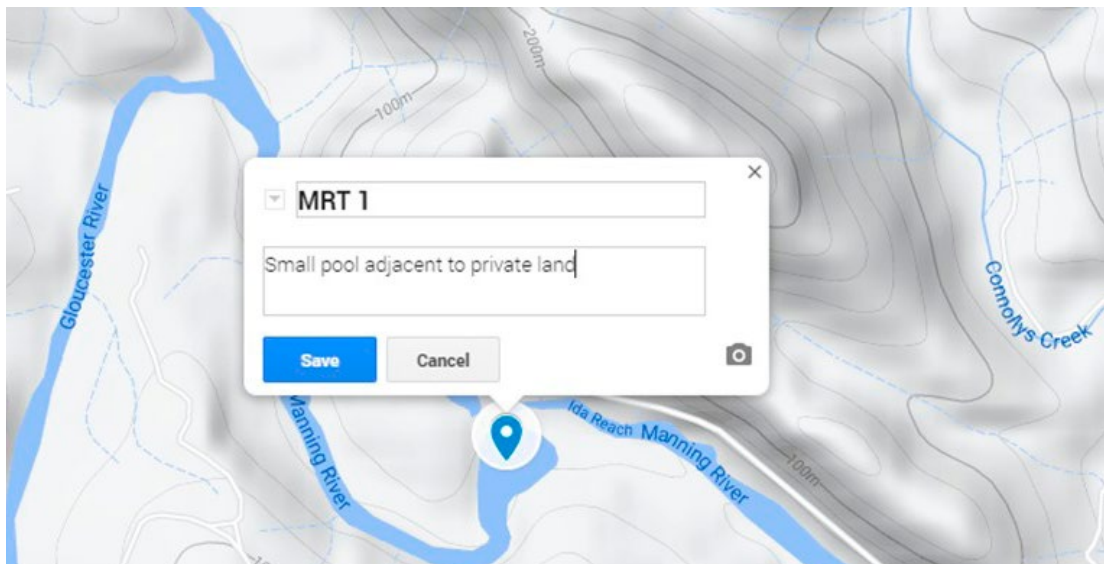 200m
100m
MRT 1
Gloucester River
Small pool adjacent to private land
Connollys Creek
Save
Cancel
Manning River
Ida Reach
Manning River
100m